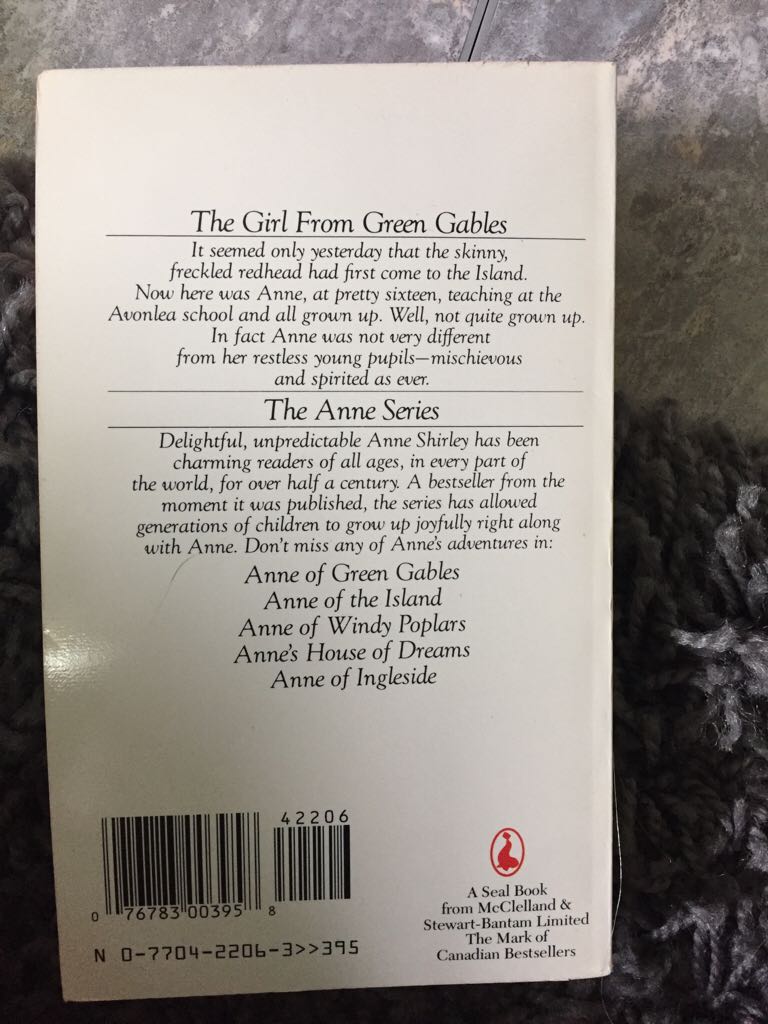 The Girl From Green Gables
It seemed only yesterday that the skinny,
freckled redhead had first come to the Island.
Now here was Anne, at pretty sixteen, teaching at the
Avonlea school and all grown up. Well, not quite grown up.
In fact Anne was not very different
from her restless young pupils—mischievous
and spirited as ever.
The Anne Series
Delightful, unpredictable Anne Shirley has been
charming readers of all ages, in every part of
the world, for over half a century. A bestseller from the
moment it was published, the series has allowed
generations of children to grow up joyfully right along
with Anne. Don't miss any of Anne's adventures in:
Anne of Green Gables
Anne of the Island
Anne of Windy Poplars
Anne's House of Dreams
Anne of Ingleside
42206
0 76783 00395 8
N 0-7704-2206-3>>395
A Seal Book
from McClelland &
Stewart-Bantam Limited
The Mark of
Canadian Bestsellers